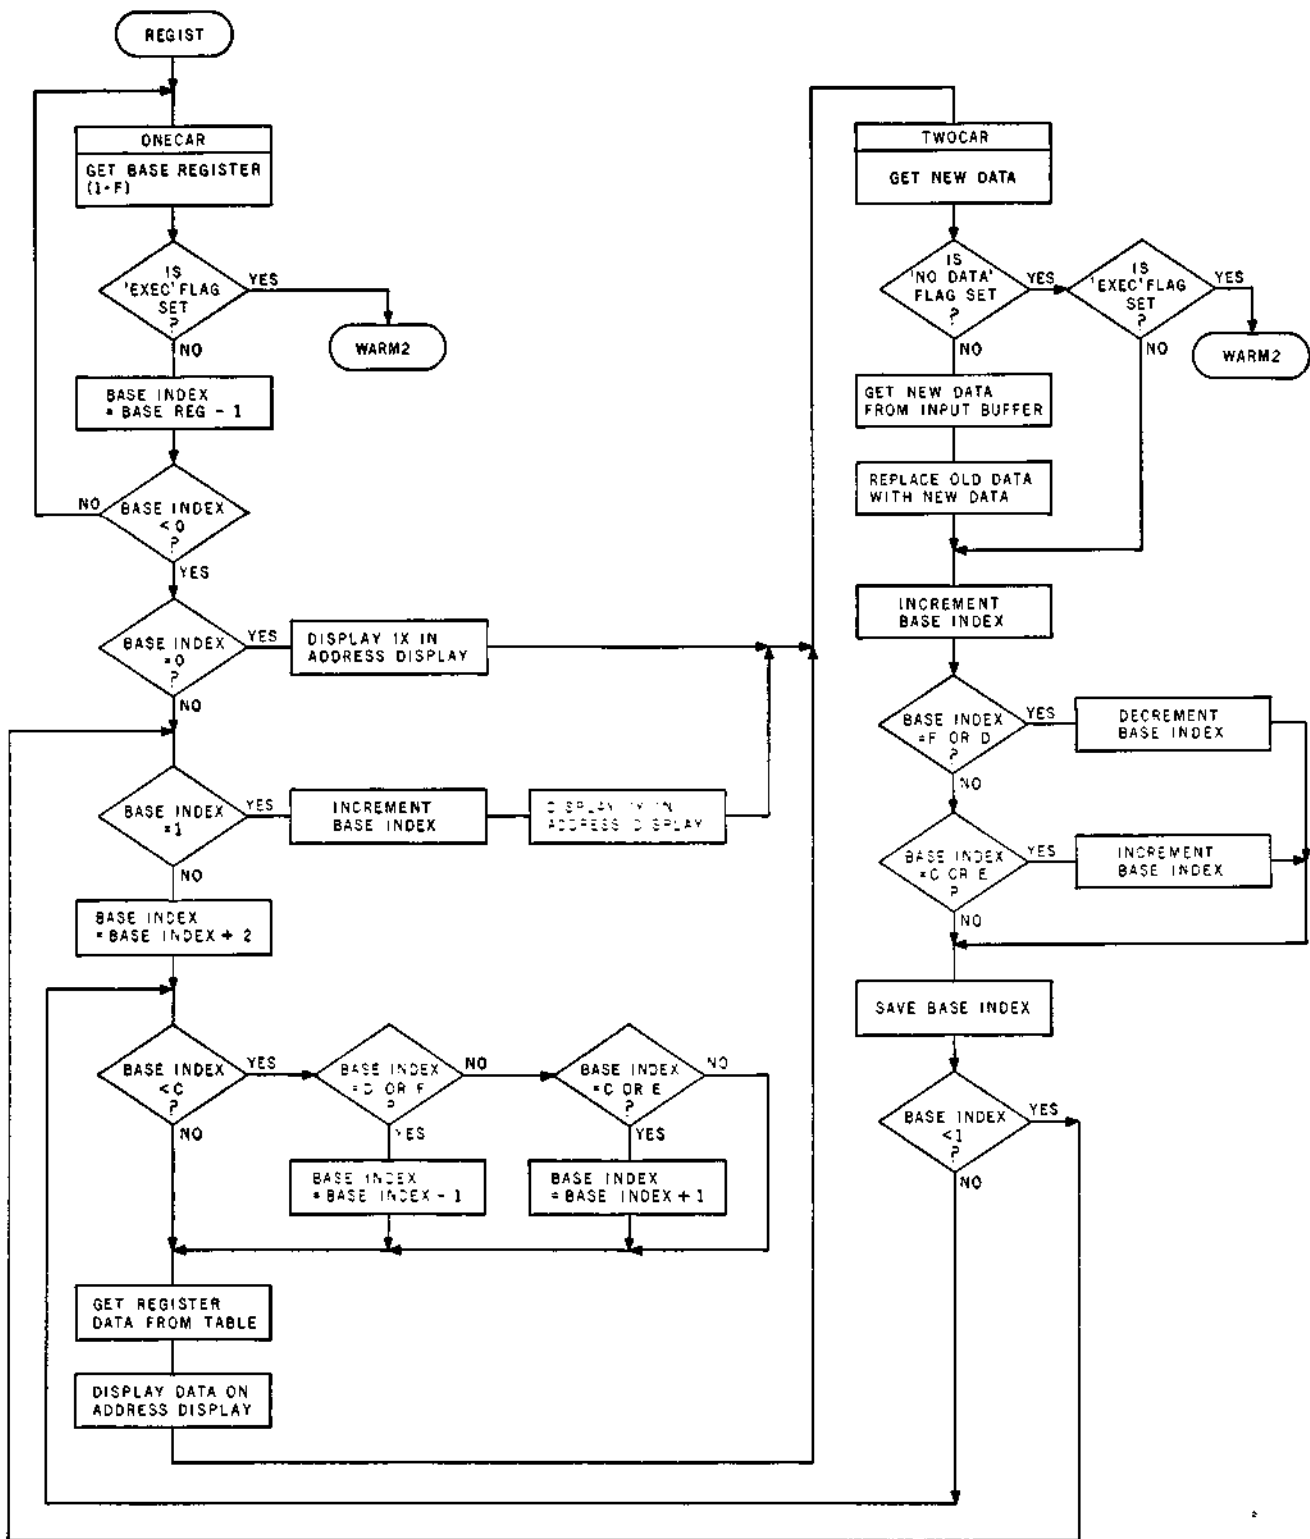 REGIST
ONECAR
GET BASE REGISTER
(1-F)
IS
'EXEC' FLAG
SET
?
YES
NO
WARM2
BASE INDEX
= BASE REG - 1
BASE INDEX
<0
?
NO
YES
BASE INDEX
=0
?
YES
NO
DISPLAY 1X IN
ADDRESS DISPLAY
BASE INDEX
=1
?
YES
NO
INCREMENT
BASE INDEX
IN
ADDRESS DISPLAY
BASE INDEX
=BASE INDEX + 2
BASE INDEX
<C
?
YES
NO
BASE INDEX
=D OR F
?
NO
YES
BASE INDEX
=C OR E
?
NO
YES
BASE INDEX
=BASE INDEX - 1
BASE INDEX
=BASE INDEX + 1
GET REGISTER
DATA FROM TABLE
DISPLAY DATA ON
ADDRESS DISPLAY
TWOCAR
GET NEW DATA
IS
'NO DATA'
FLAG SET
?
YES
NO
IS
'EXEC' FLAG
SET
?
YES
NO
WARM2
GET NEW DATA
FROM INPUT BUFFER
REPLACE OLD DATA
WITH NEW DATA
INCREMENT
BASE INDEX
BASE INDEX
=F OR D
?
YES
NO
DECREMENT
BASE INDEX
BASE INDEX
=C OR E
?
YES
NO
INCREMENT
BASE INDEX
SAVE BASE INDEX
BASE INDEX
<1
?
YES
NO